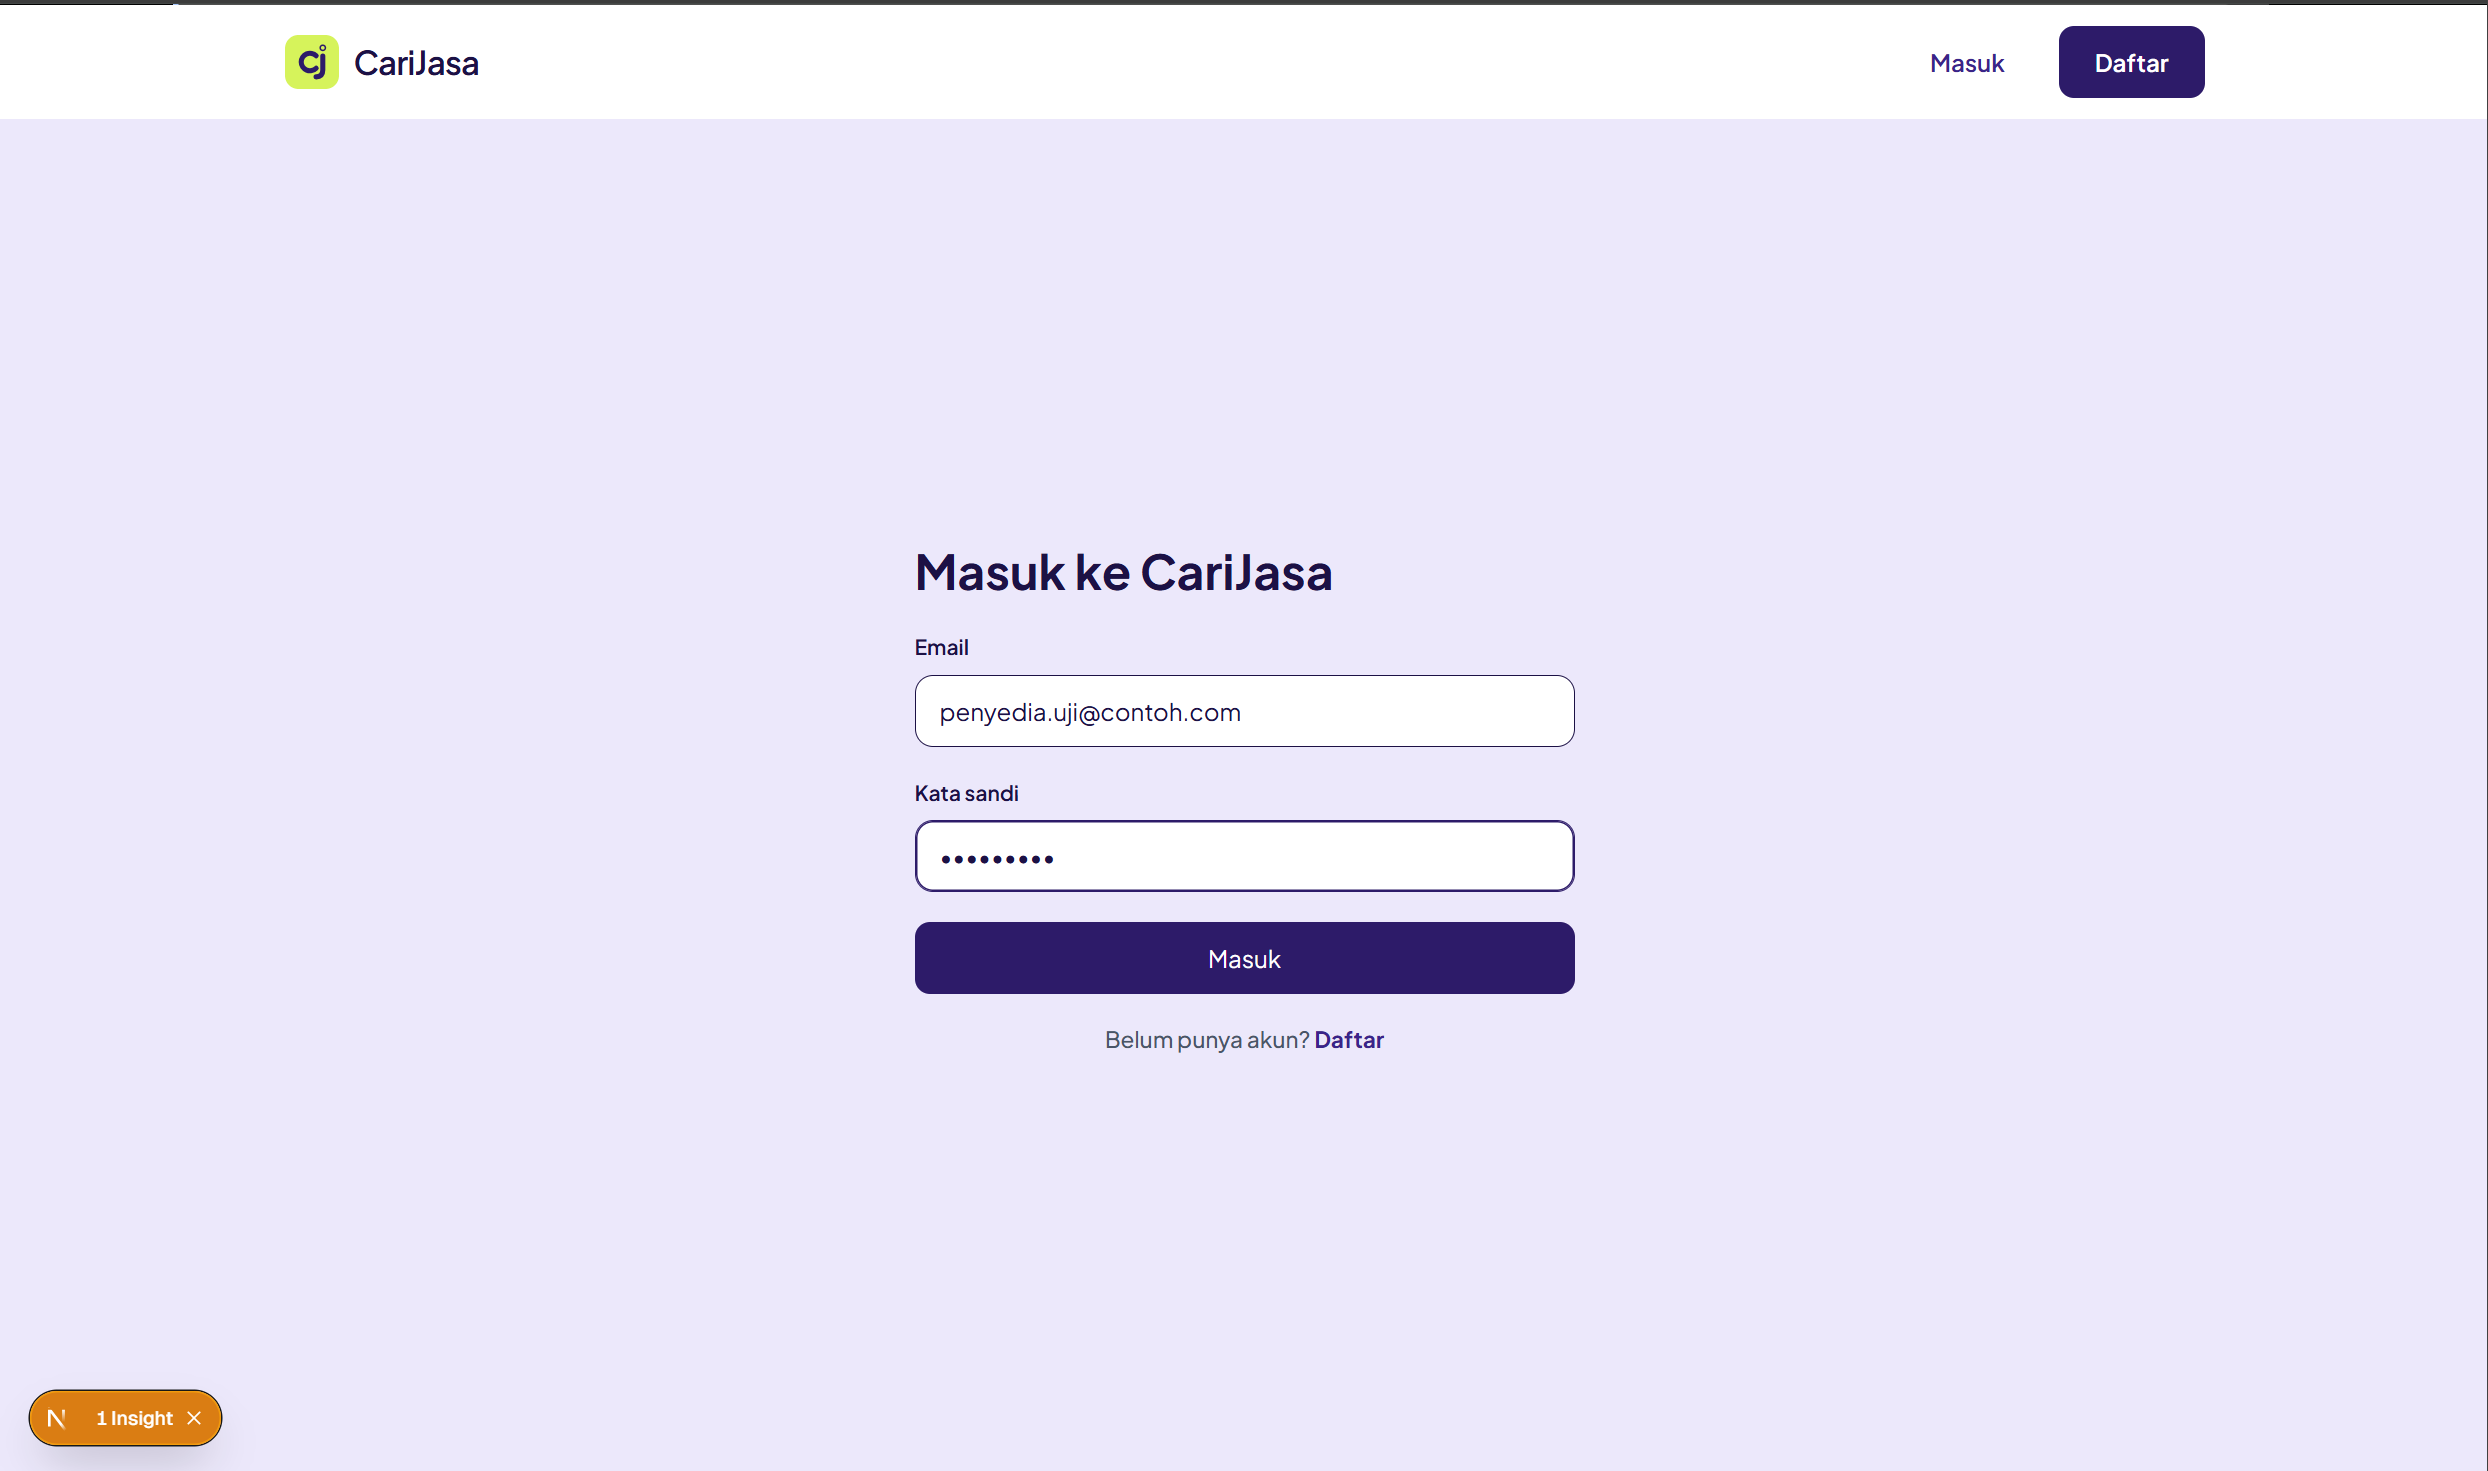 cj CariJasa
Masuk
Daftar
Masuk ke CariJasa
Email
penyedia.uji@contoh.com
Kata sandi
•••••••••
Masuk
Belum punya akun? Daftar
N 1 Insight ×